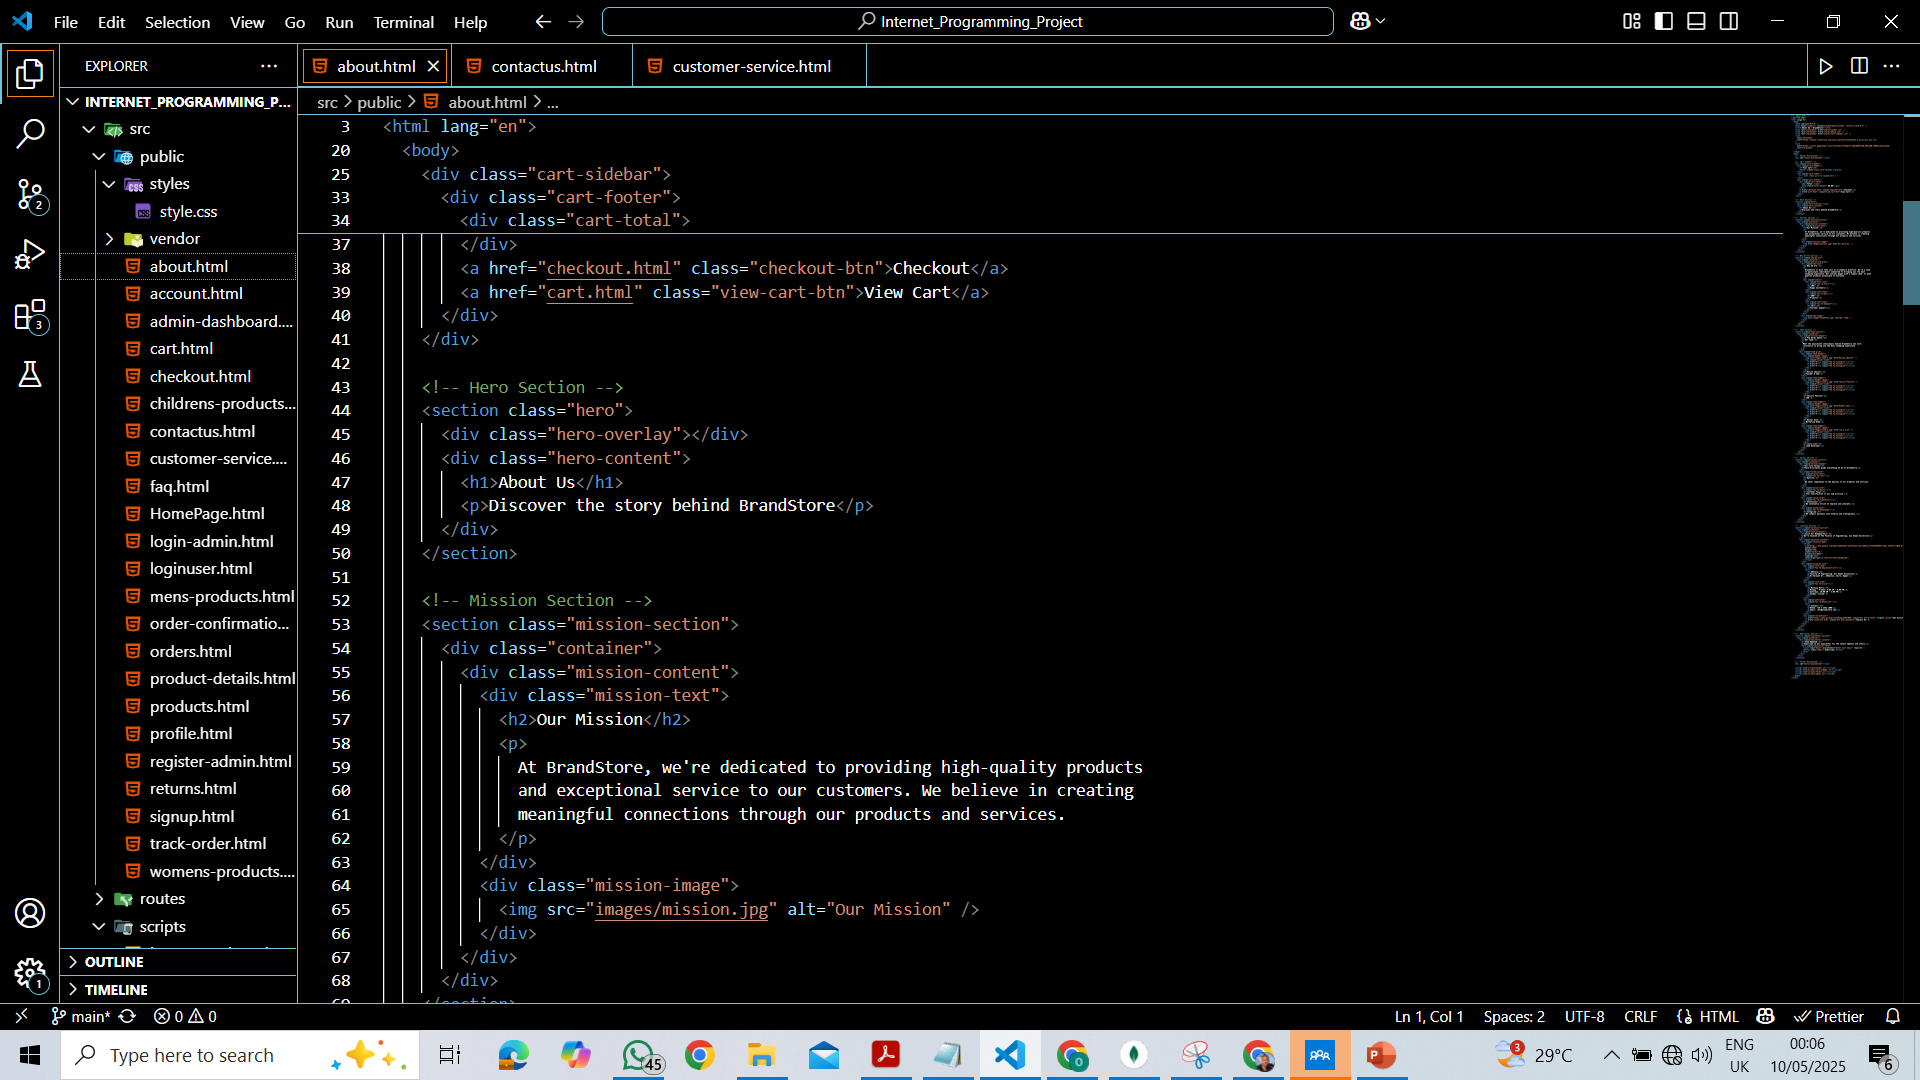 File Edit Selection View Go Run Terminal Help
Internet_Programming_Project
EXPLORER
about.html
contactus.html
customer-service.html
INTERNET_PROGRAMMING_P...
src
public
styles
style.css
vendor
about.html
account.html
admin-dashboard....
cart.html
checkout.html
childrens-products...
contactus.html
customer-service....
faq.html
HomePage.html
login-admin.html
loginuser.html
mens-products.html
order-confirmatio...
orders.html
product-details.html
products.html
profile.html
register-admin.html
returns.html
signup.html
track-order.html
womens-products....
routes
scripts
OUTLINE
TIMELINE
2
3
1
src > public > about.html > ...
3 <html lang="en">
20 <body>
25 <div class="cart-sidebar">
33 <div class="cart-footer">
34 <div class="cart-total">
37 </div>
38 <a href="checkout.html" class="checkout-btn">Checkout</a>
39 <a href="cart.html" class="view-cart-btn">View Cart</a>
40 </div>
41 </div>
42
43 <!-- Hero Section -->
44 <section class="hero">
45 <div class="hero-overlay"></div>
46 <div class="hero-content">
47 <h1>About Us</h1>
48 <p>Discover the story behind BrandStore</p>
49 </div>
50 </section>
51
52 <!-- Mission Section -->
53 <section class="mission-section">
54 <div class="container">
55 <div class="mission-content">
56 <div class="mission-text">
57 <h2>Our Mission</h2>
58 <p>
59 At BrandStore, we're dedicated to providing high-quality products
60 and exceptional service to our customers. We believe in creating
61 meaningful connections through our products and services.
62 </p>
63 </div>
64 <div class="mission-image">
65 <img src="images/mission.jpg" alt="Our Mission" />
66 </div>
67 </div>
68 </div>
69 </section>
main* 0 0
Ln 1, Col 1 Spaces: 2 UTF-8 CRLF HTML Prettier
Type here to search
45
3
29°C
ENG
UK
00:06
10/05/2025
6